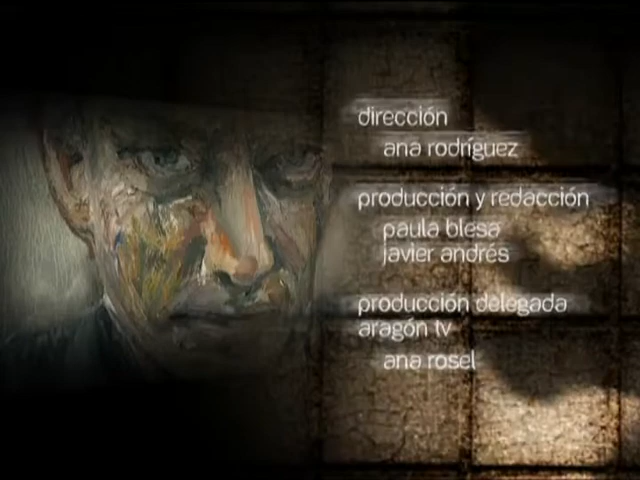 dirección
ana rodríguez
producción y redacción
paula blesa
javier andrés
producción delegada
aragón tv
ana rosel